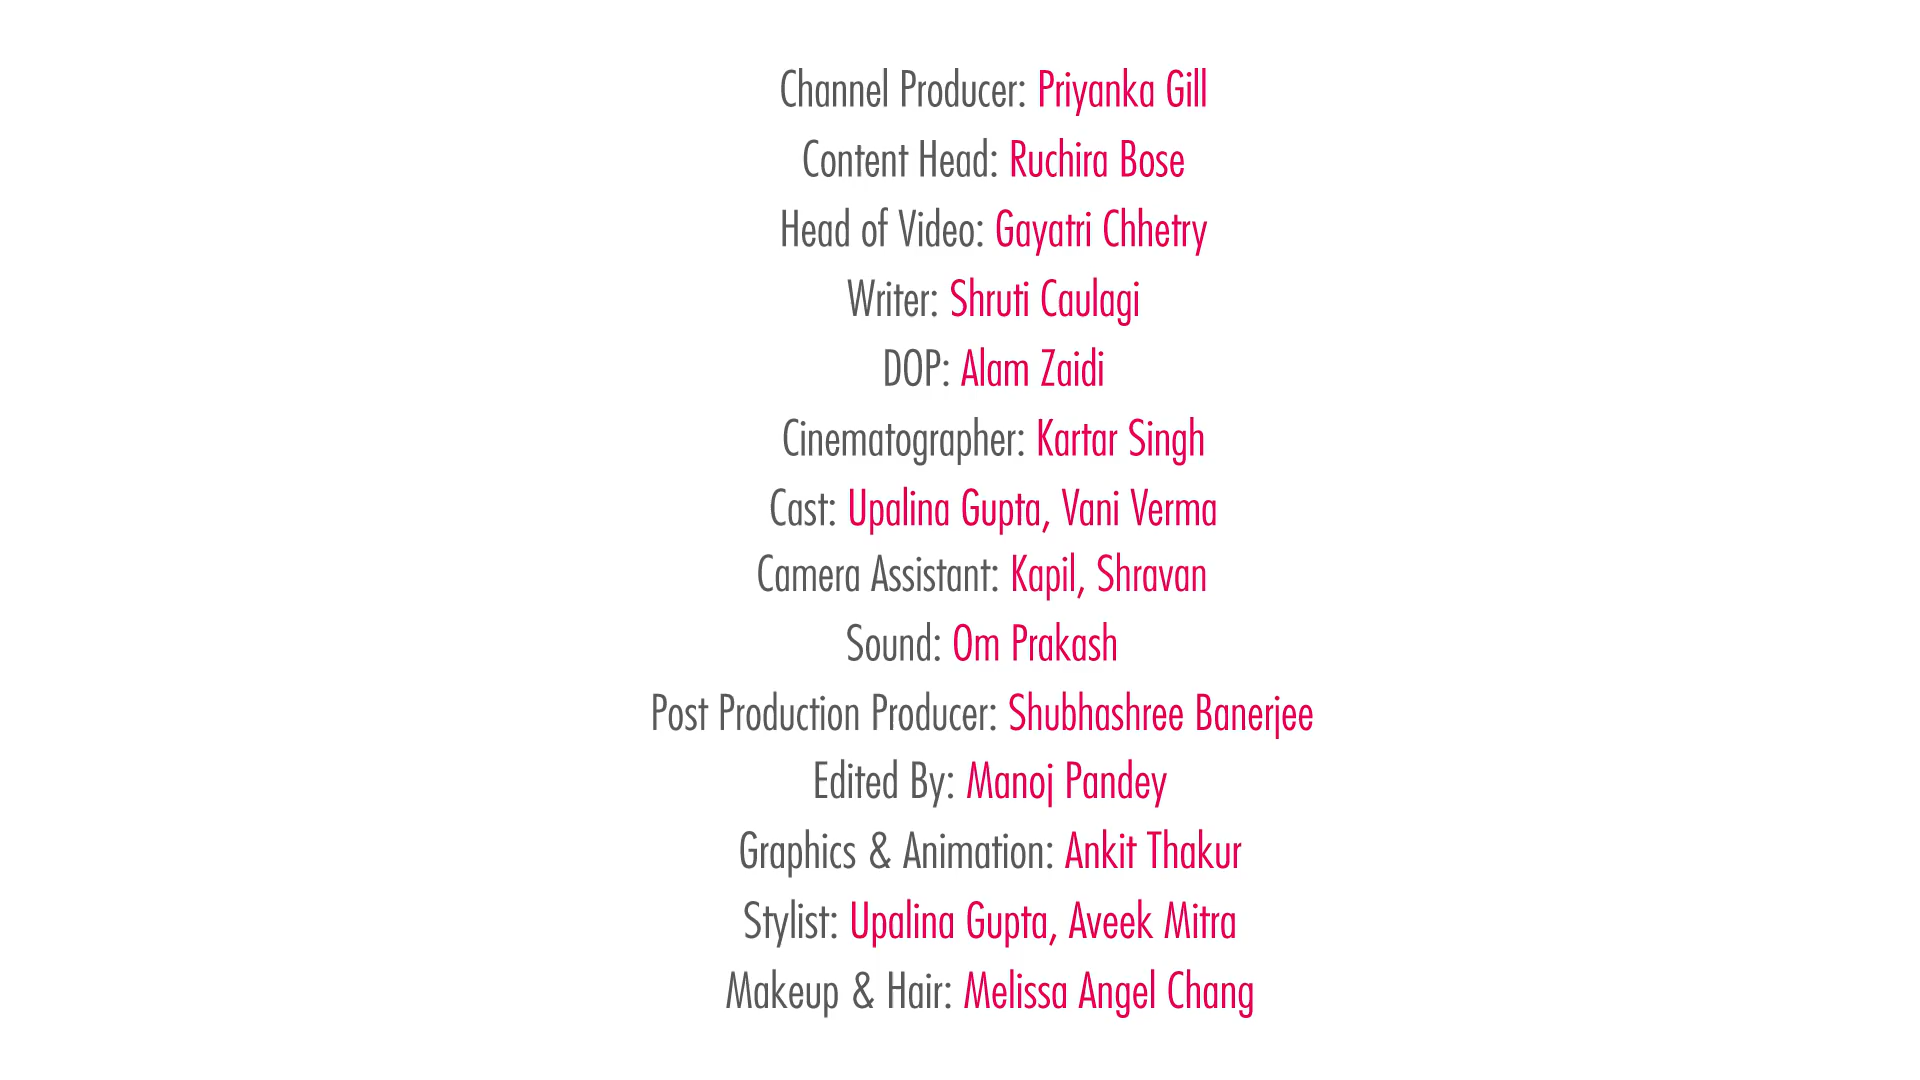 Channel Producer: Priyanka Gill
Content Head: Ruchira Bose
Head of Video: Gayatri Chhetry
Writer: Shruti Caulagi
DOP: Alam Zaidi
Cinematographer: Kartar Singh
Cast: Upalina Gupta, Vani Verma
Camera Assistant: Kapil, Shravan
Sound: Om Prakash
Post Production Producer: Shubhashree Banerjee
Edited By: Manoj Pandey
Graphics & Animation: Ankit Thakur
Stylist: Upalina Gupta, Aveek Mitra
Makeup & Hair: Melissa Angel Chang